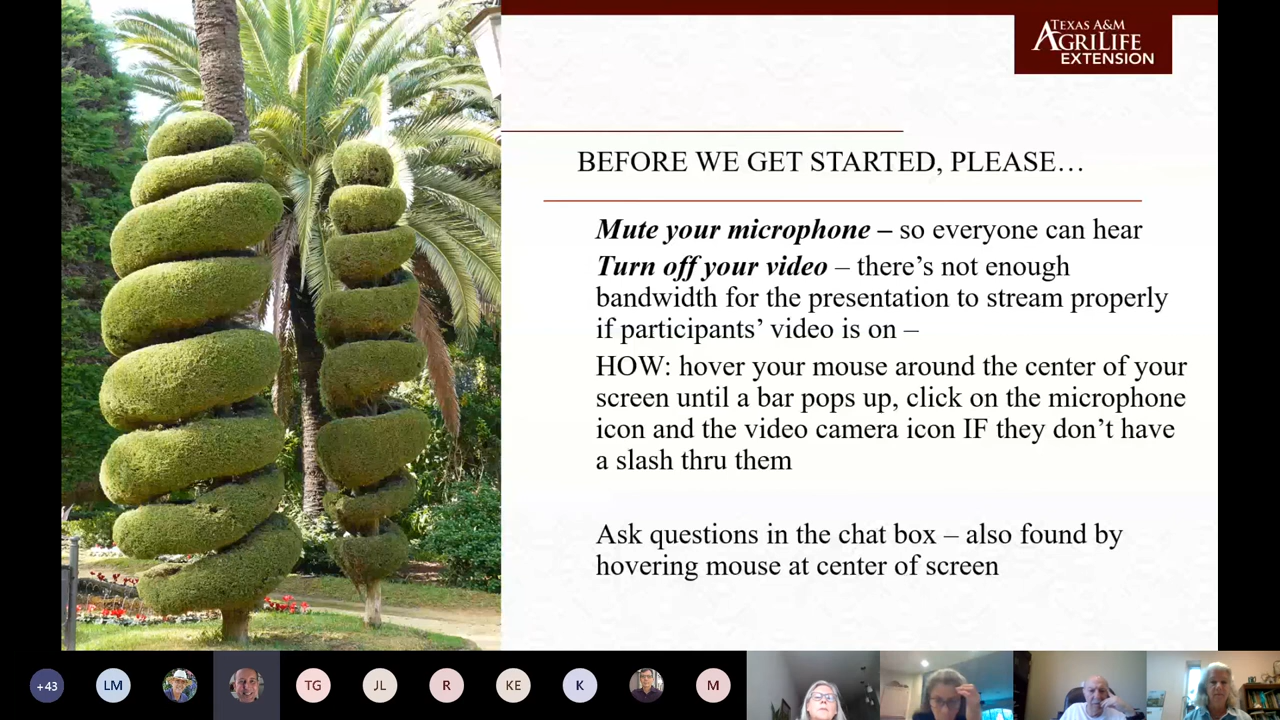 TEXAS A&M
AGRILIFE
EXTENSION
BEFORE WE GET STARTED, PLEASE…
Mute your microphone – so everyone can hear
Turn off your video – there’s not enough
bandwidth for the presentation to stream properly
if participants’ video is on –
HOW: hover your mouse around the center of your
screen until a bar pops up, click on the microphone
icon and the video camera icon IF they don’t have
a slash thru them
Ask questions in the chat box – also found by
hovering mouse at center of screen
+43
LM
TG
JL
R
KE
K
M